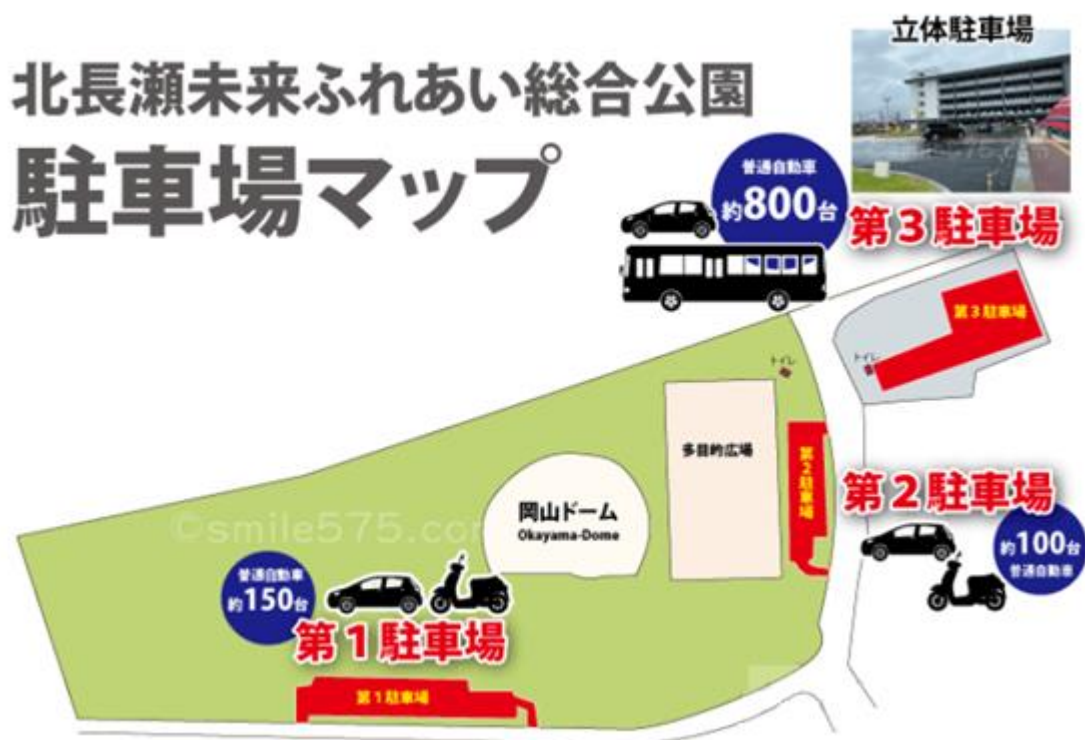 立体駐車場
北長瀬未来ふれあい総合公園
駐車場マップ
普通自動車
約800台
第3駐車場
第3駐車場
トイレ
トイレ
多目的広場
第2駐車場
第2駐車場
岡山ドーム
Okayama-Dome
©smile575.com
約100台
普通自動車
普通自動車
約150台
第1駐車場
第1駐車場